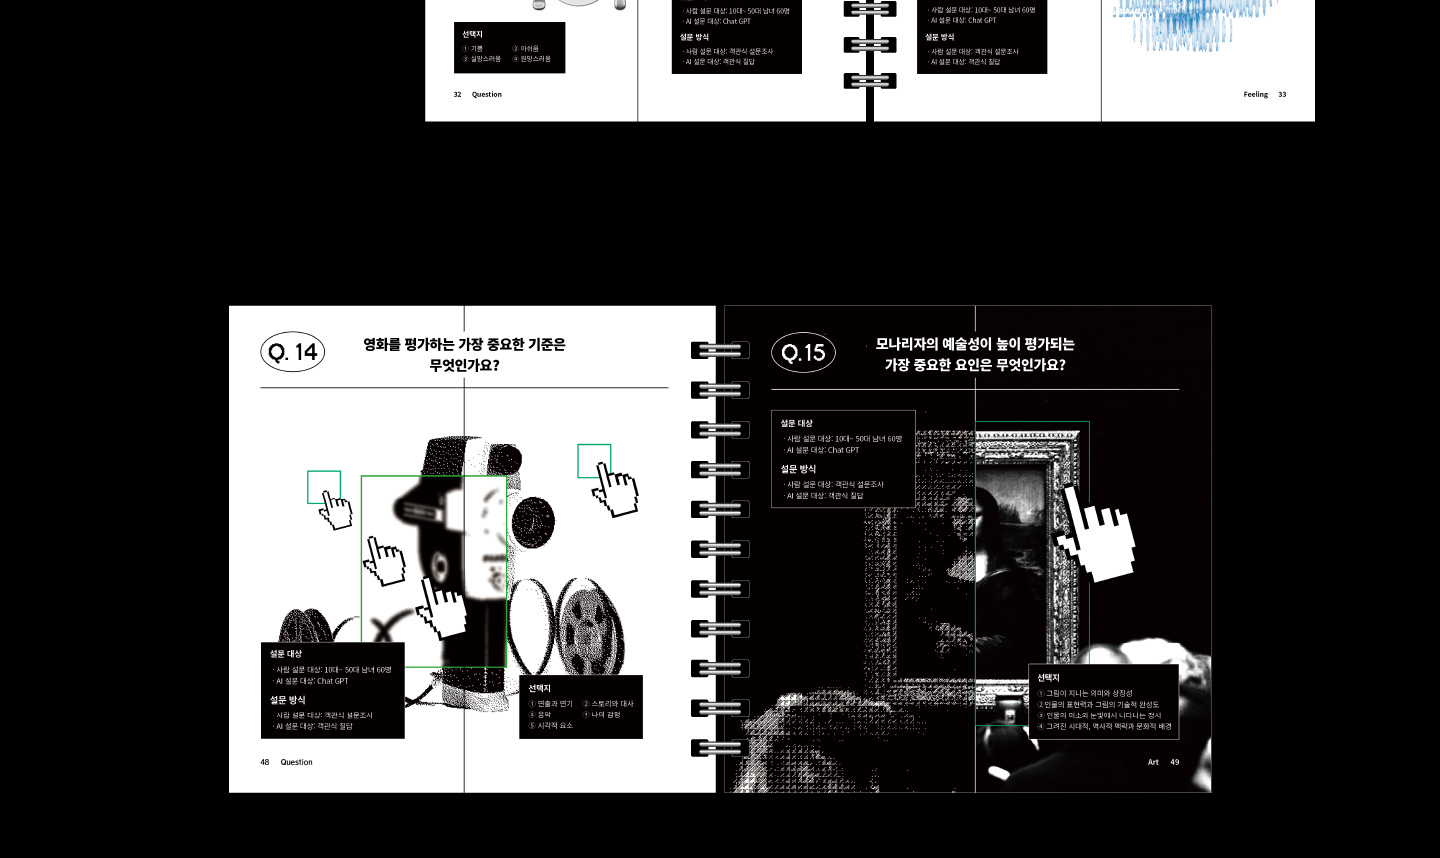 선택지
① 기쁨 ② 아쉬움
③ 실망스러움 ④ 원망스러움
32 Question
· 사람 설문 대상: 10대~ 50대 남녀 60명
· AI 설문 대상: Chat GPT
설문 방식
· 사람 설문 대상: 객관식 설문조사
· AI 설문 대상: 객관식 질답
· 사람 설문 대상: 10대~ 50대 남녀 60명
· AI 설문 대상: Chat GPT
설문 방식
· 사람 설문 대상: 객관식 설문조사
· AI 설문 대상: 객관식 질답
Feeling 33
Q. 14
영화를 평가하는 가장 중요한 기준은
무엇인가요?
설문 대상
· 사람 설문 대상: 10대~ 50대 남녀 60명
· AI 설문 대상: Chat GPT
설문 방식
· 사람 설문 대상: 객관식 설문조사
· AI 설문 대상: 객관식 질답
선택지
① 연출과 연기 ② 스토리와 대사
③ 음악 ④ 나의 감정
⑤ 시각적 요소
48 Question
Q.15
모나리자의 예술성이 높이 평가되는
가장 중요한 요인은 무엇인가요?
설문 대상
· 사람 설문 대상: 10대~ 50대 남녀 60명
· AI 설문 대상: Chat GPT
설문 방식
· 사람 설문 대상: 객관식 설문조사
· AI 설문 대상: 객관식 질답
선택지
① 그림이 지니는 의미와 상징성
②인물의 표현력과 그림의 기술적 완성도
③ 인물의 미소와 눈빛에서 나타나는 정서
④ 그려진 시대적, 역사적 맥락과 문화적 배경
Art 49